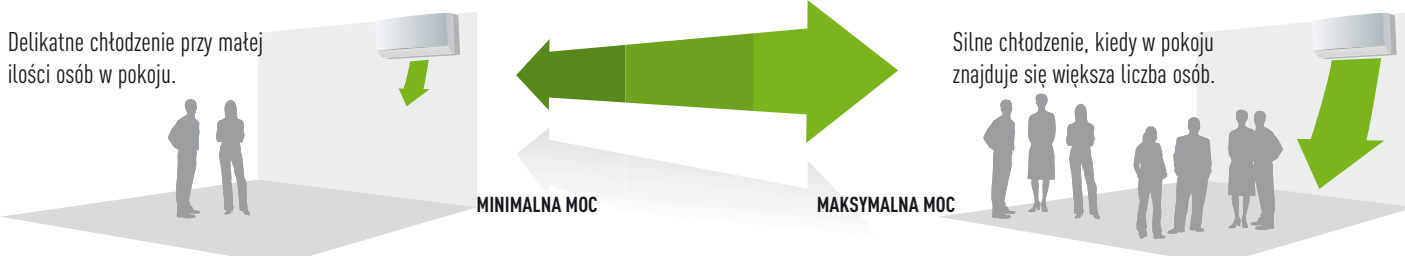 Delikatne chłodzenie przy małej
ilości osób w pokoju.
MINIMALNA MOC
MAKSYMALNA MOC
Silne chłodzenie, kiedy w pokoju
znajduje się większa liczba osób.